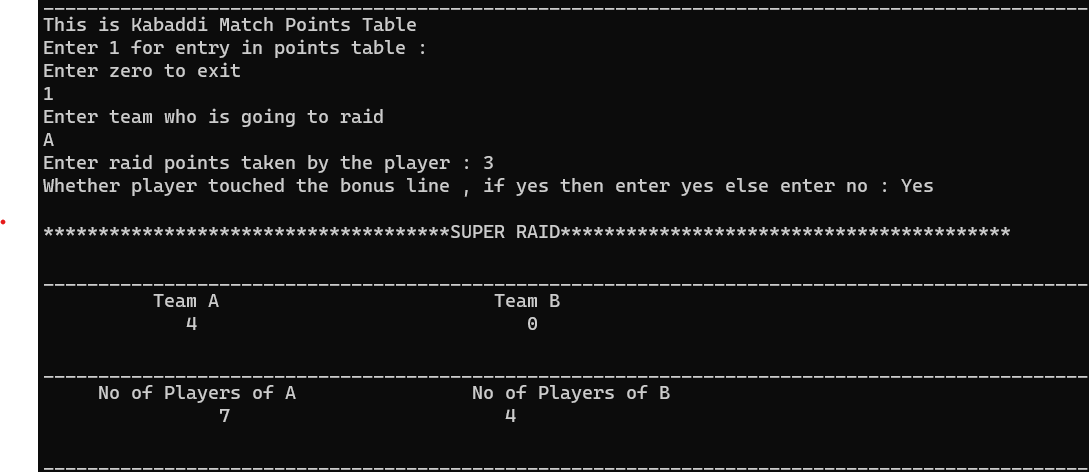 This is Kabaddi Match Points Table
Enter 1 for entry in points table :
Enter zero to exit
1
Enter team who is going to raid
A
Enter raid points taken by the player : 3
Whether player touched the bonus line , if yes then enter yes else enter no : Yes
*************************************SUPER RAID*****************************************
Team A Team B
4 0
No of Players of A No of Players of B
7 4